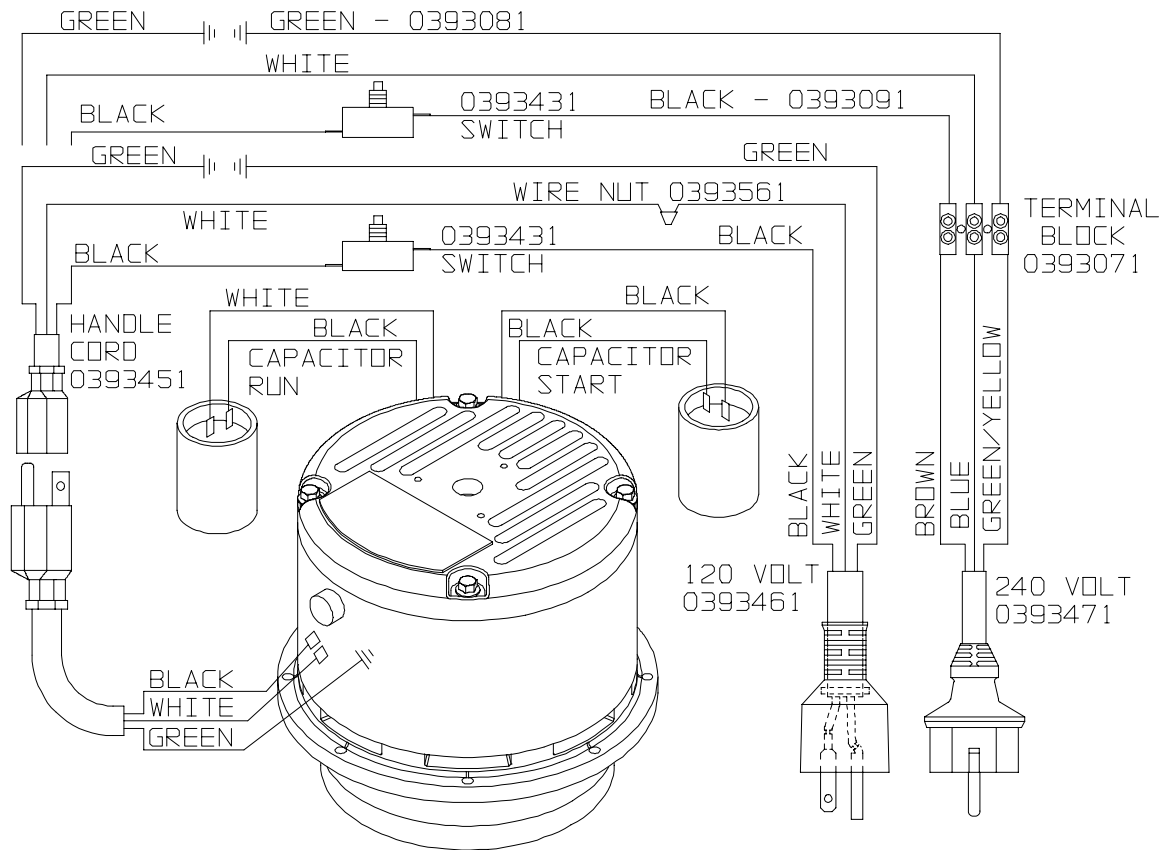 GREEN
GREEN - 0393081
WHITE
BLACK
0393431
SWITCH
BLACK - 0393091
GREEN
GREEN
WIRE NUT 0393561
WHITE
BLACK
0393431
SWITCH
BLACK
TERMINAL
BLOCK
0393071
HANDLE
CORD
0393451
WHITE
BLACK
CAPACITOR
RUN
BLACK
BLACK
CAPACITOR
START
BLACK
WHITE
GREEN
BROWN
BLUE
GREEN/YELLOW
120 VOLT
0393461
240 VOLT
0393471
BLACK
WHITE
GREEN